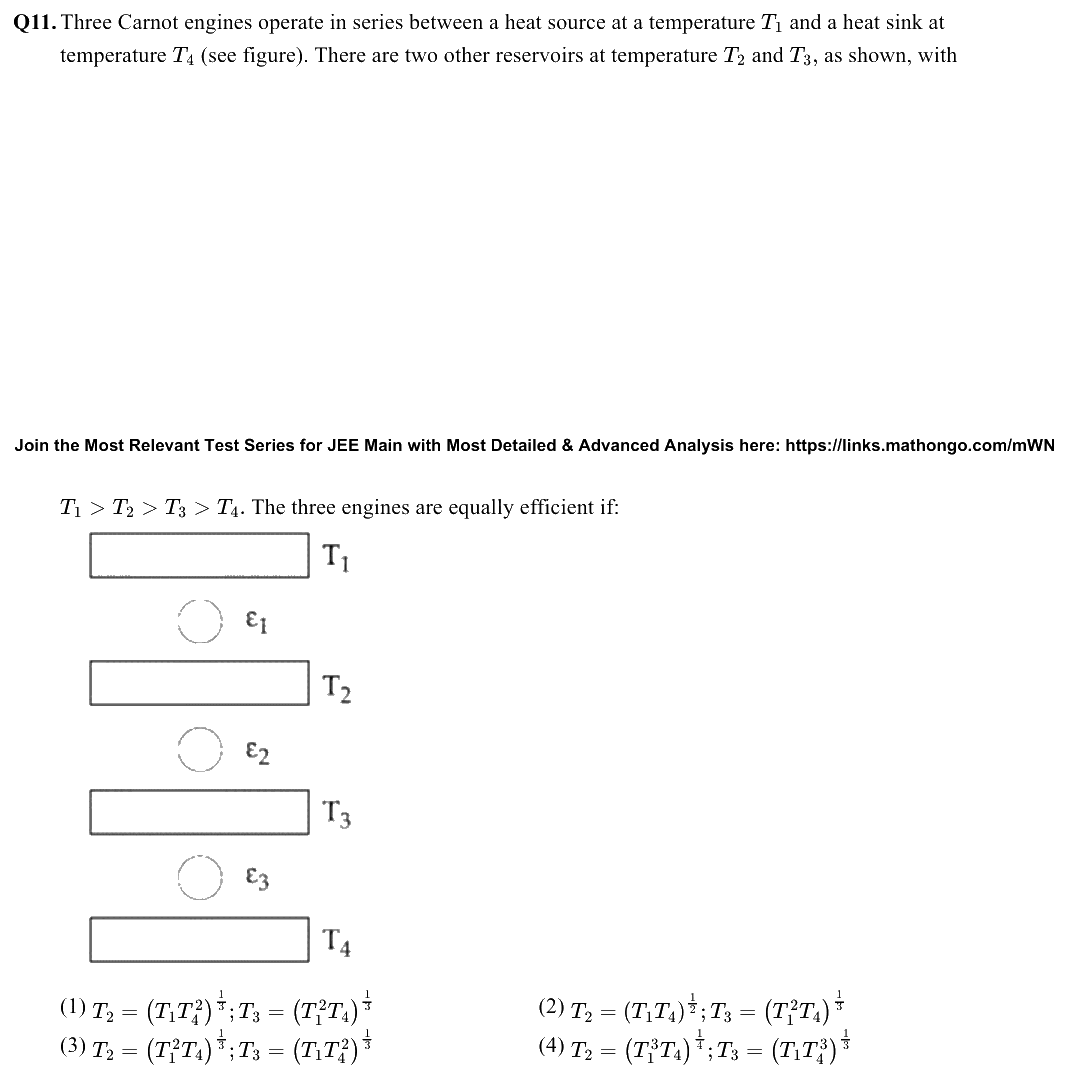 Q11. Three Carnot engines operate in series between a heat source at a temperature T₁ and a heat sink at
temperature T₄ (see figure). There are two other reservoirs at temperature T₂ and T₃, as shown, with
Join the Most Relevant Test Series for JEE Main with Most Detailed & Advanced Analysis here: https://links.mathongo.com/mWN
T₁ > T₂ > T₃ > T₄. The three engines are equally efficient if:
T₁
ε₁
T₂
ε₂
T₃
ε₃
T₄
(1) T₂ = (T₁T₄²)^(1/3); T₃ = (T₁²T₄)^(1/3) (2) T₂ = (T₁T₄)^(1/2); T₃ = (T₁²T₄)^(1/3)
(3) T₂ = (T₁²T₄)^(1/3); T₃ = (T₁T₄²)^(1/3) (4) T₂ = (T₁³T₄)^(1/4); T₃ = (T₁T₄³)^(1/3)